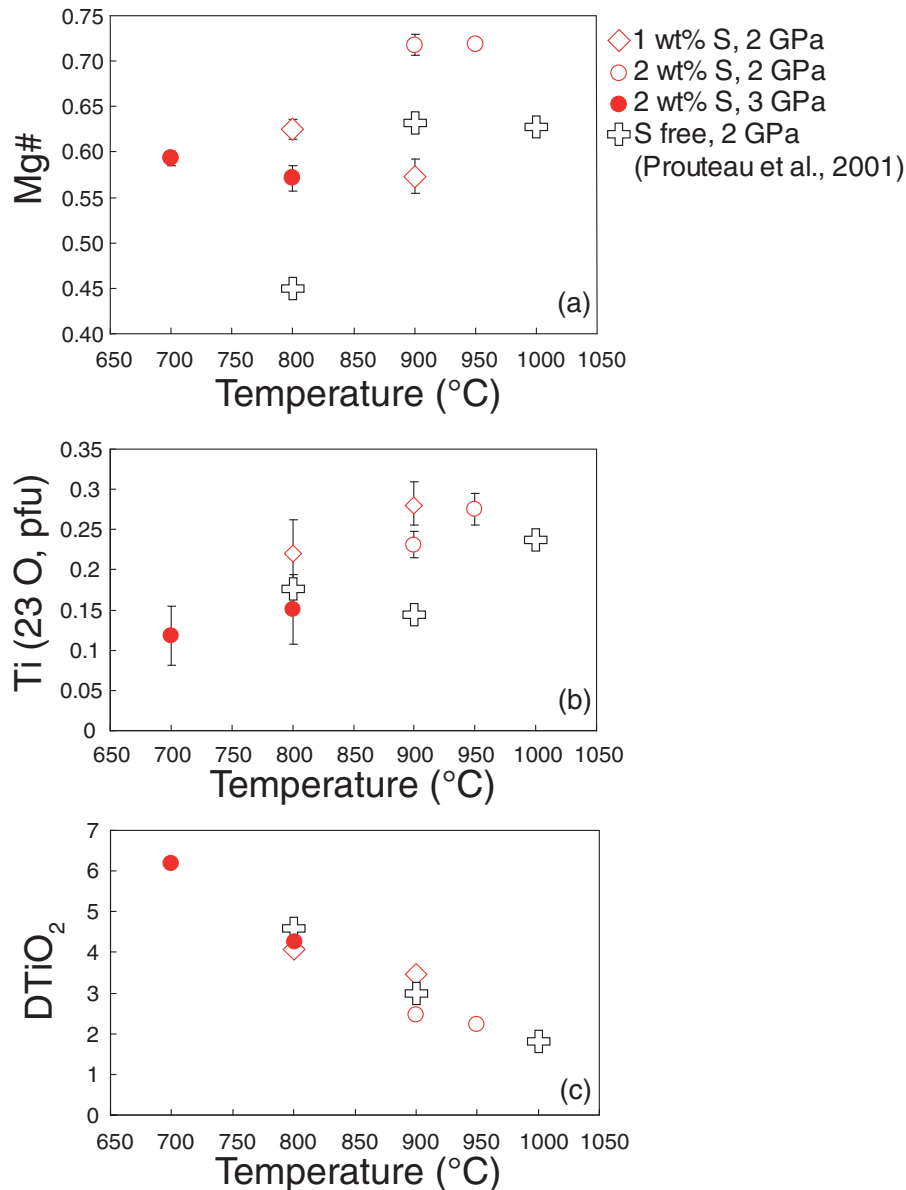 0.75
0.70
0.65
0.60
0.55
0.50
0.45
0.40
Mg#
650 700 750 800 850 900 950 1000 1050
Temperature (°C)
(a)
1 wt% S, 2 GPa
2 wt% S, 2 GPa
2 wt% S, 3 GPa
S free, 2 GPa
(Prouteau et al., 2001)
0.35
0.3
0.25
0.2
0.15
0.1
0.05
0
Ti (23 O, pfu)
650 700 750 800 850 900 950 1000 1050
Temperature (°C)
(b)
7
6
5
4
3
2
1
0
DTiO₂
650 700 750 800 850 900 950 1000 1050
Temperature (°C)
(c)